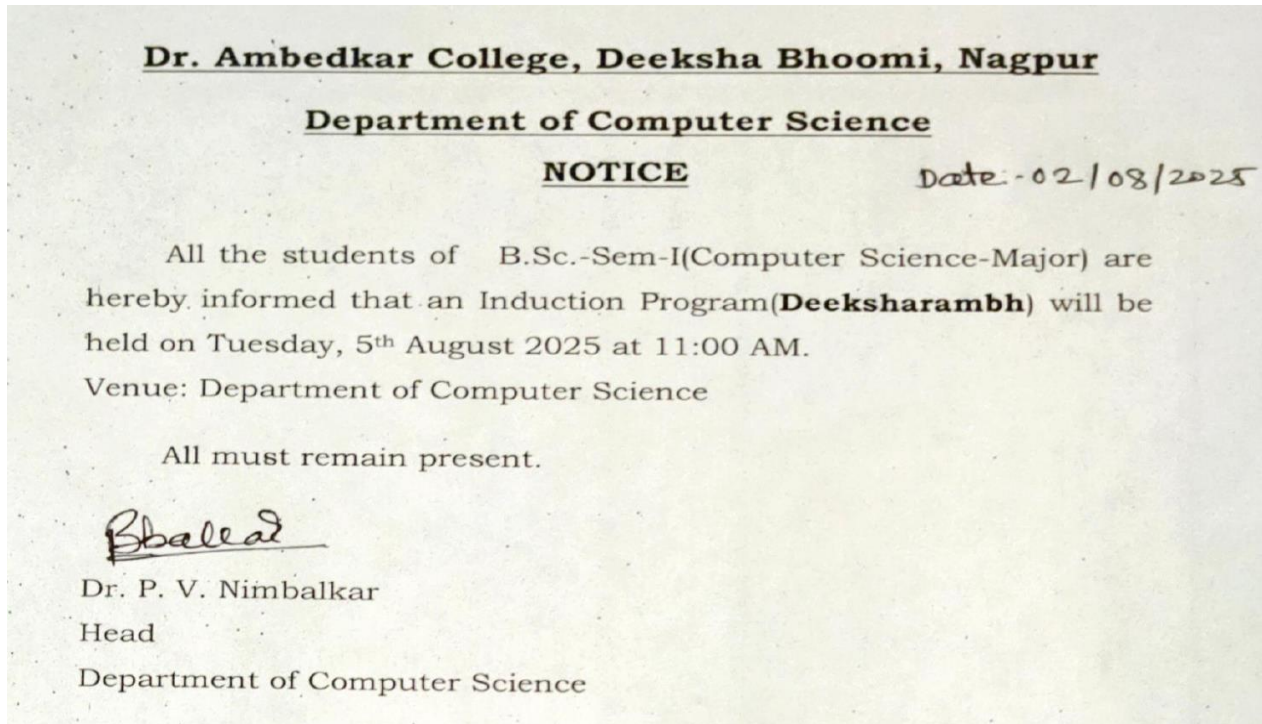 Dr. Ambedkar College, Deeksha Bhoomi, Nagpur
Department of Computer Science
NOTICE
Date:-02/08/2025
All the students of B.Sc.-Sem-I(Computer Science-Major) are
hereby informed that an Induction Program(Deeksharambh) will be
held on Tuesday, 5th August 2025 at 11:00 AM.
Venue: Department of Computer Science
All must remain present.
Dr. P. V. Nimbalkar
Head
Department of Computer Science